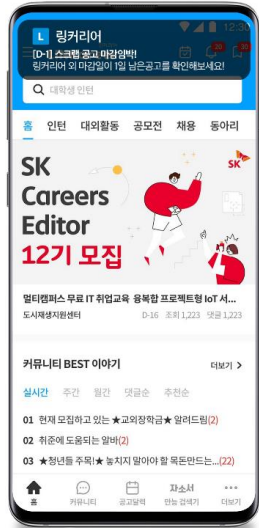 12:30
L 링커리어
[D-1] 스크랩 공고 마감임박!
링커리어 외 마감일이 1일 남은공고를 확인해보세요!
대학생 인턴
홈 인턴 대외활동 공모전 채용 동아리
SK
Careers
Editor
12기 모집
SK
멀티캠퍼스 무료 IT 취업교육 융복합 프로젝트형 IoT 서...
도시재생지원센터 D-16 조회 1,223 댓글 1,223
커뮤니티 BEST 이야기 더보기 >
실시간 주간 월간 댓글순 추천순
01 현재 모집하고 있는 ★교외장학금★ 알려드림(2)
02 취준에 도움되는 알바(2)
03 ★청년들 주목!★ 놓치지 말아야 할 목돈만드는...(22)
홈 커뮤니티 공고달력 자소서 만능 검색기 더보기